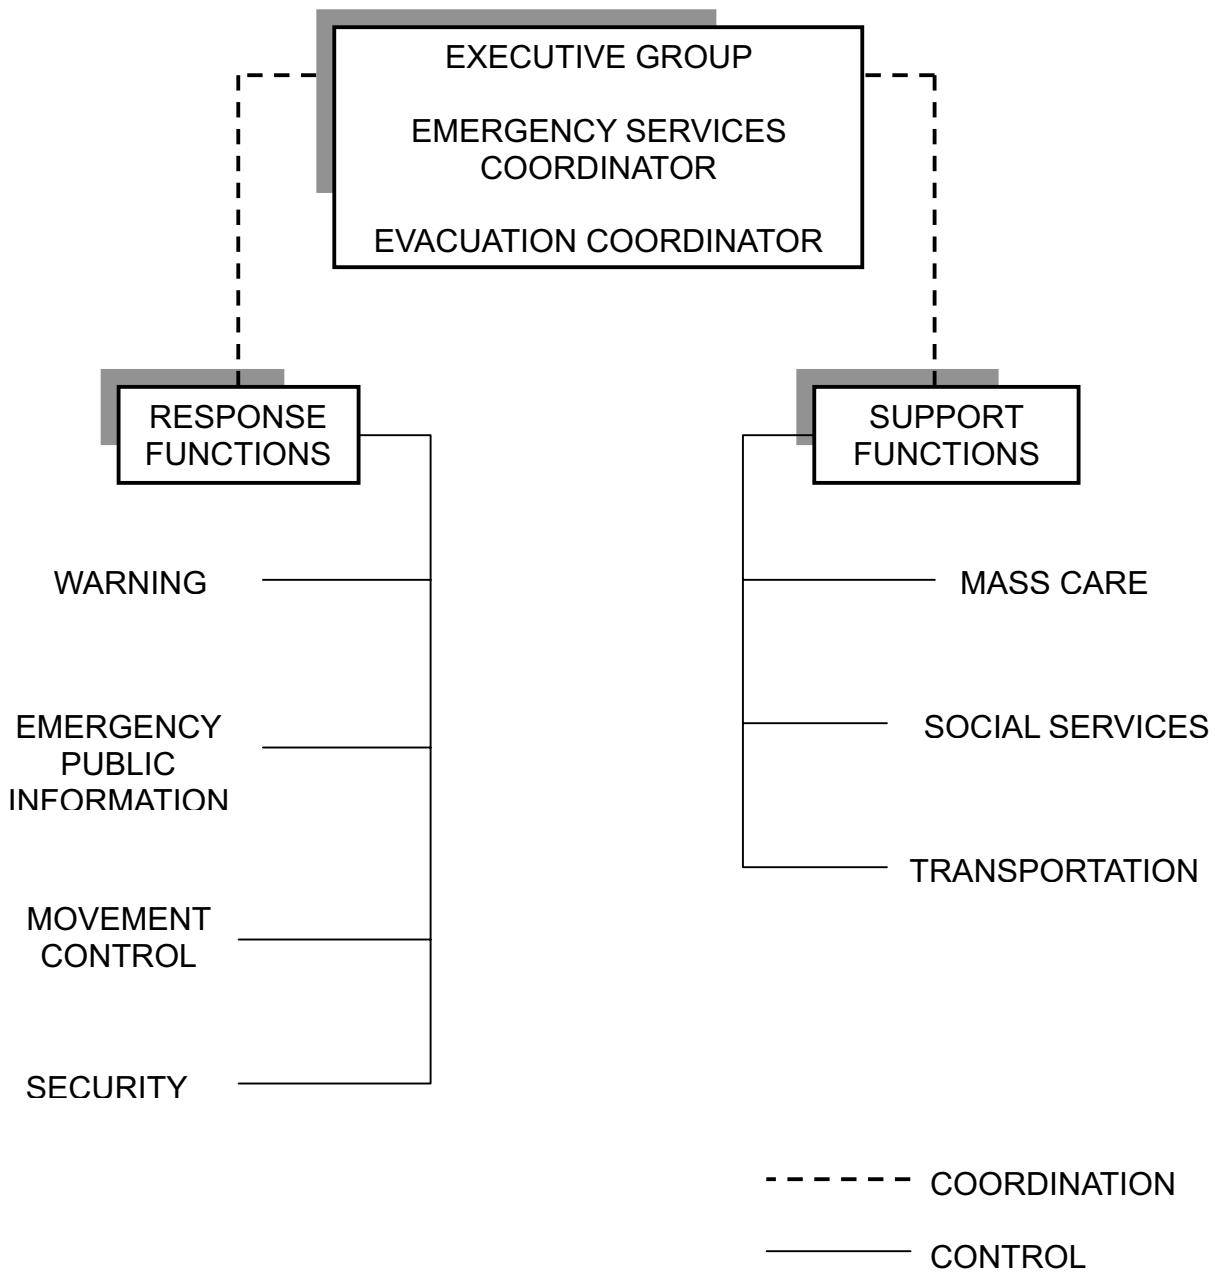 EXECUTIVE GROUP
EMERGENCY SERVICES
COORDINATOR
EVACUATION COORDINATOR
RESPONSE
FUNCTIONS
WARNING
EMERGENCY
PUBLIC
INFORMATION
MOVEMENT
CONTROL
SECURITY
SUPPORT
FUNCTIONS
MASS CARE
SOCIAL SERVICES
TRANSPORTATION
COORDINATION
CONTROL